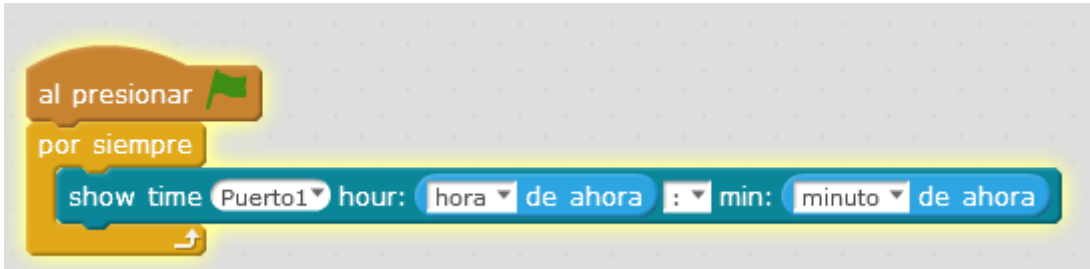 al presionar
por siempre
show time Puerto1 hour: hora de ahora : min: minuto de ahora